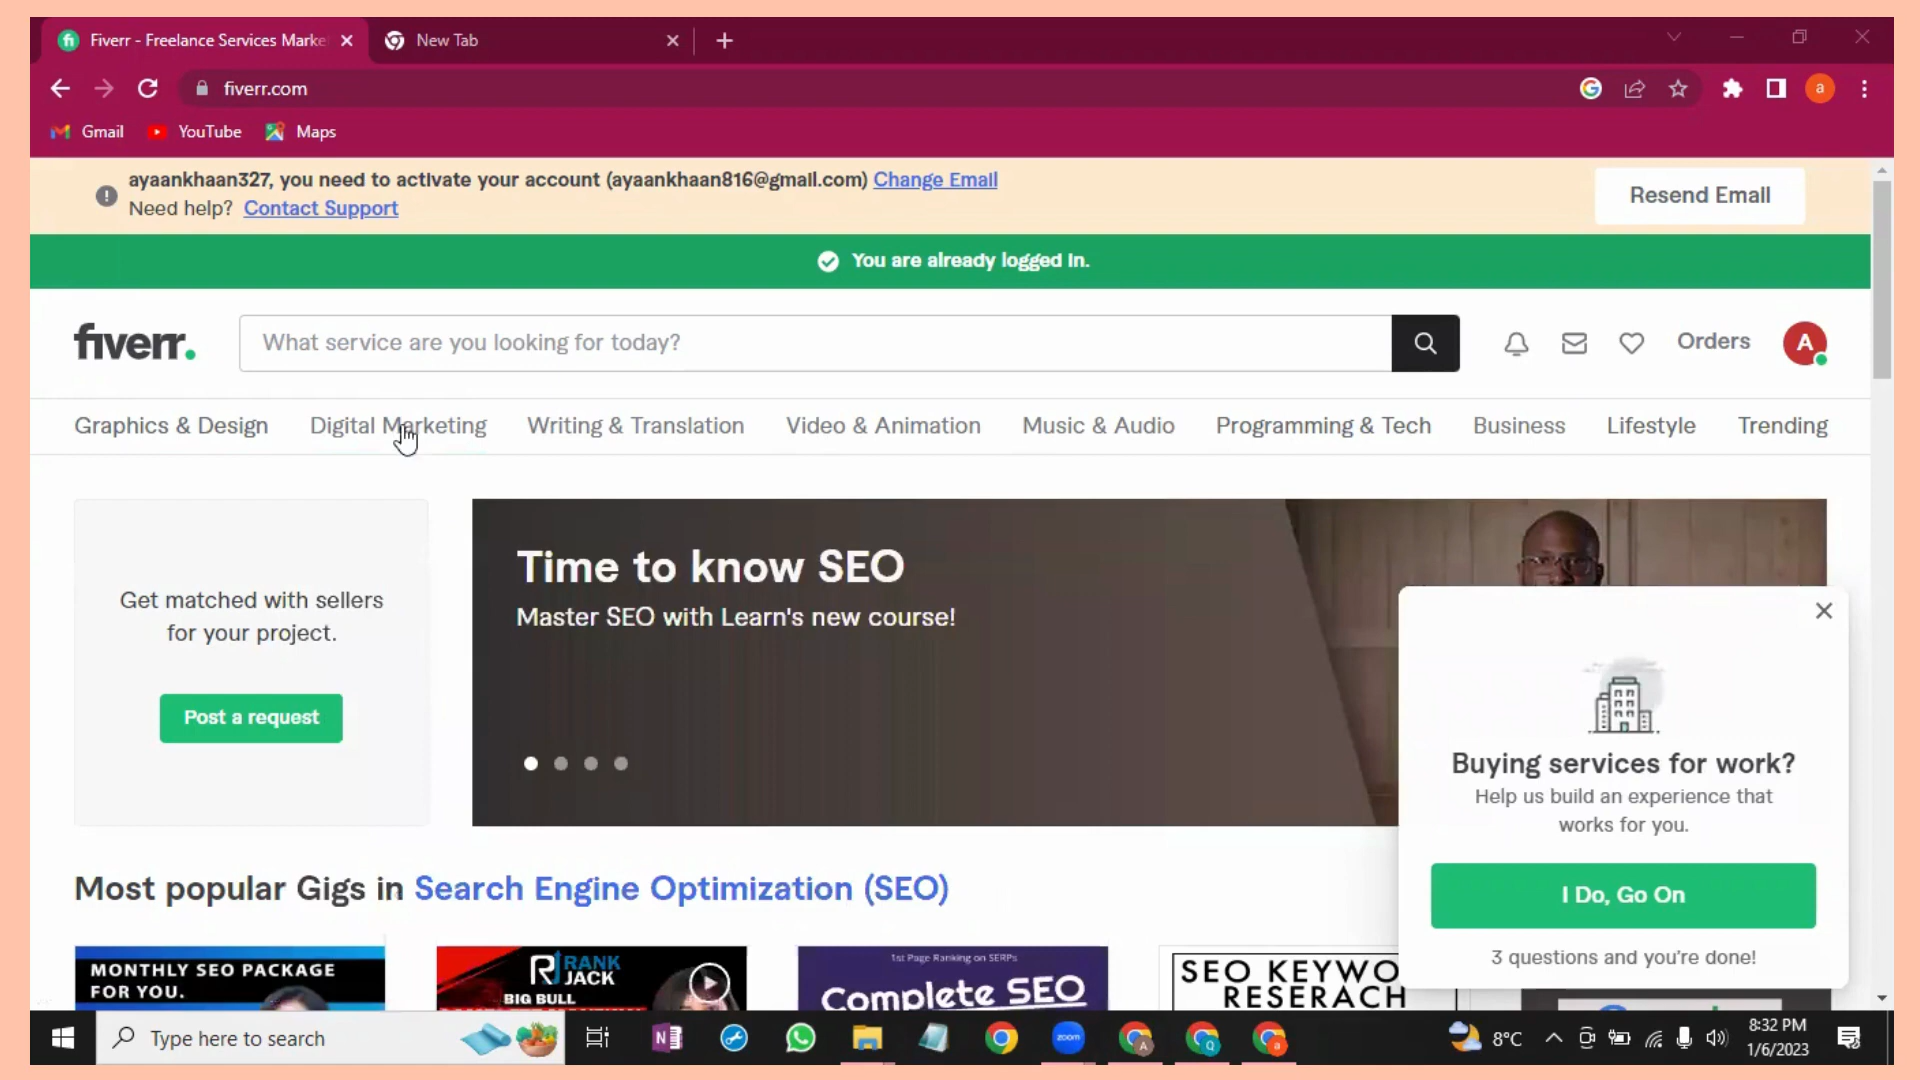 Fiverr - Freelance Services Marke
New Tab
fiverr.com
a
Gmail
YouTube
Maps
ayaankhaan327, you need to activate your account (ayaankhaan816@gmail.com) Change Email
Need help? Contact Support
Resend Email
You are already logged in.
fiverr.
What service are you looking for today?
Orders
A
Graphics & Design
Digital Marketing
Writing & Translation
Video & Animation
Music & Audio
Programming & Tech
Business
Lifestyle
Trending
Get matched with sellers
for your project.
Post a request
Time to know SEO
Master SEO with Learn's new course!
Buying services for work?
Help us build an experience that
works for you.
I Do, Go On
3 questions and you're done!
Most popular Gigs in Search Engine Optimization (SEO)
MONTHLY SEO PACKAGE
FOR YOU.
RANK
JACK
BIG BULL
1st Page Ranking on SERPs
Complete SEO
SEO KEYWO
RESERACH
Type here to search
zoom
8°C
8:32 PM
1/6/2023